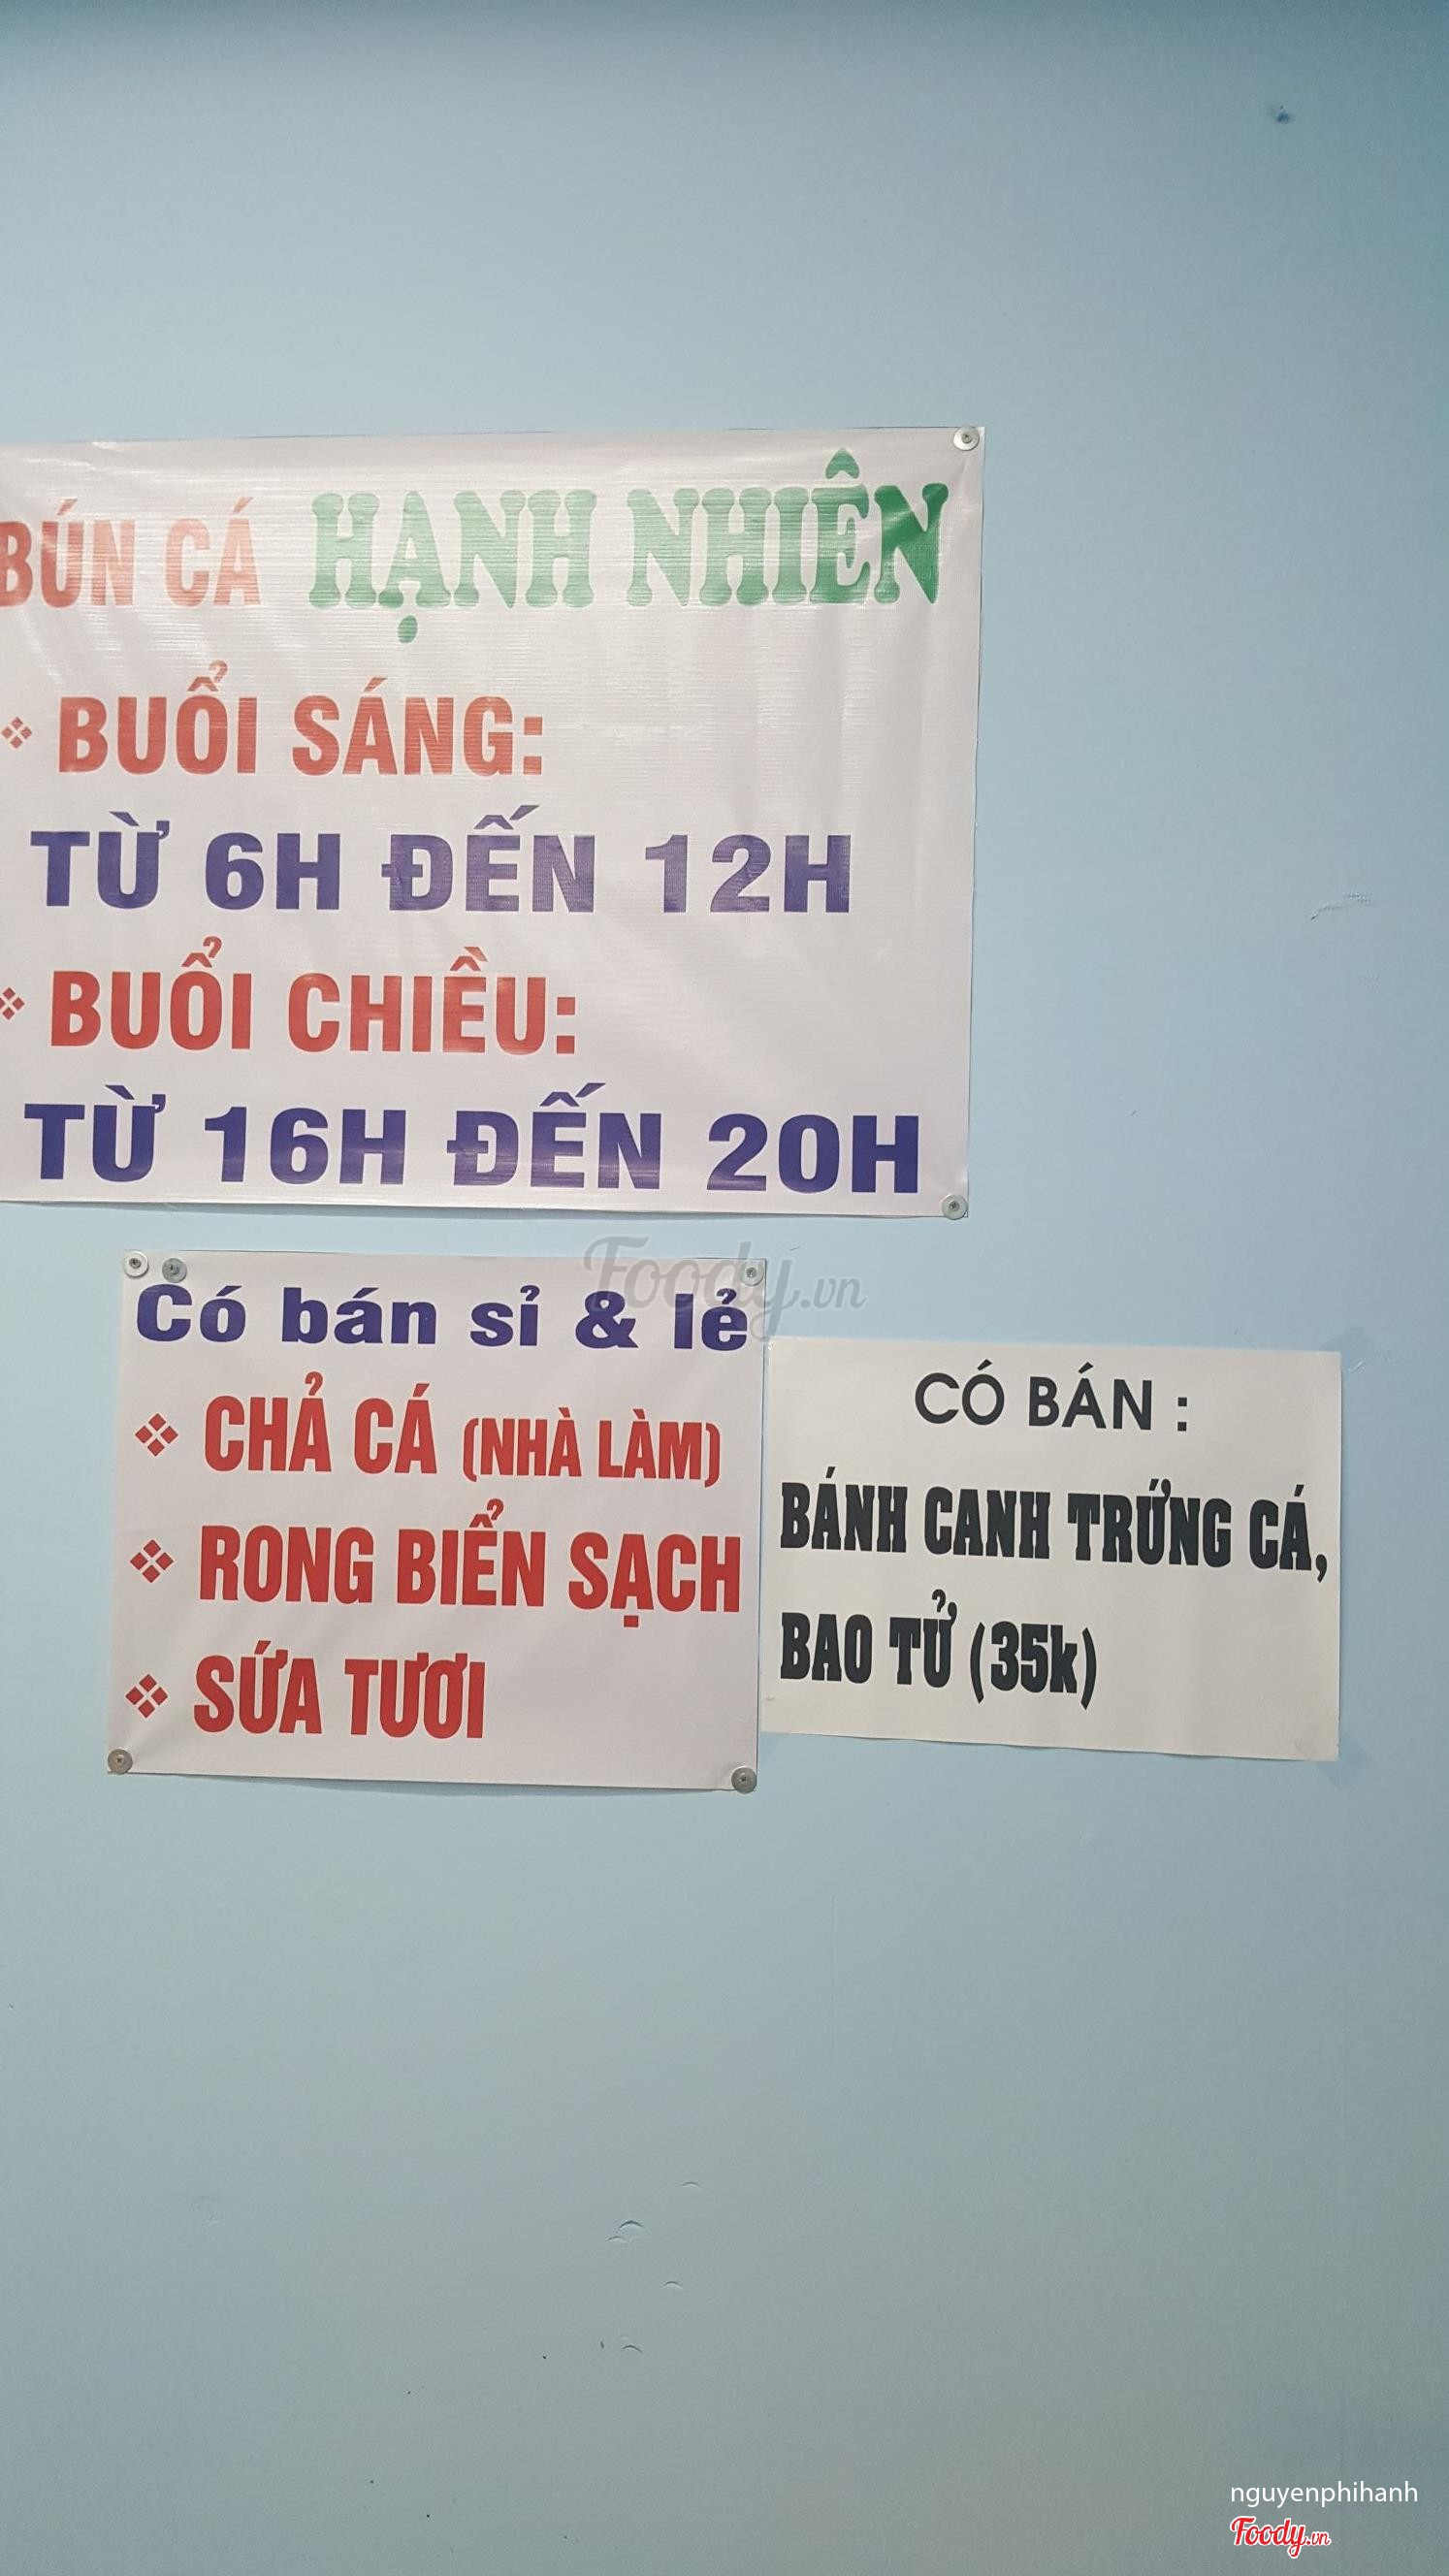 BÚN CÁ HẠNH NHIÊN
❖ BUỔI SÁNG:
TỪ 6H ĐẾN 12H
❖ BUỔI CHIỀU:
TỪ 16H ĐẾN 20H
Foody.vn
Có bán sỉ & lẻ
❖ CHẢ CÁ (NHÀ LÀM)
❖ RONG BIỂN SẠCH
❖ SỨA TƯƠI
CÓ BÁN :
BÁNH CANH TRỨNG CÁ,
BAO TỬ (35k)
nguyenphihanh
Foody.vn